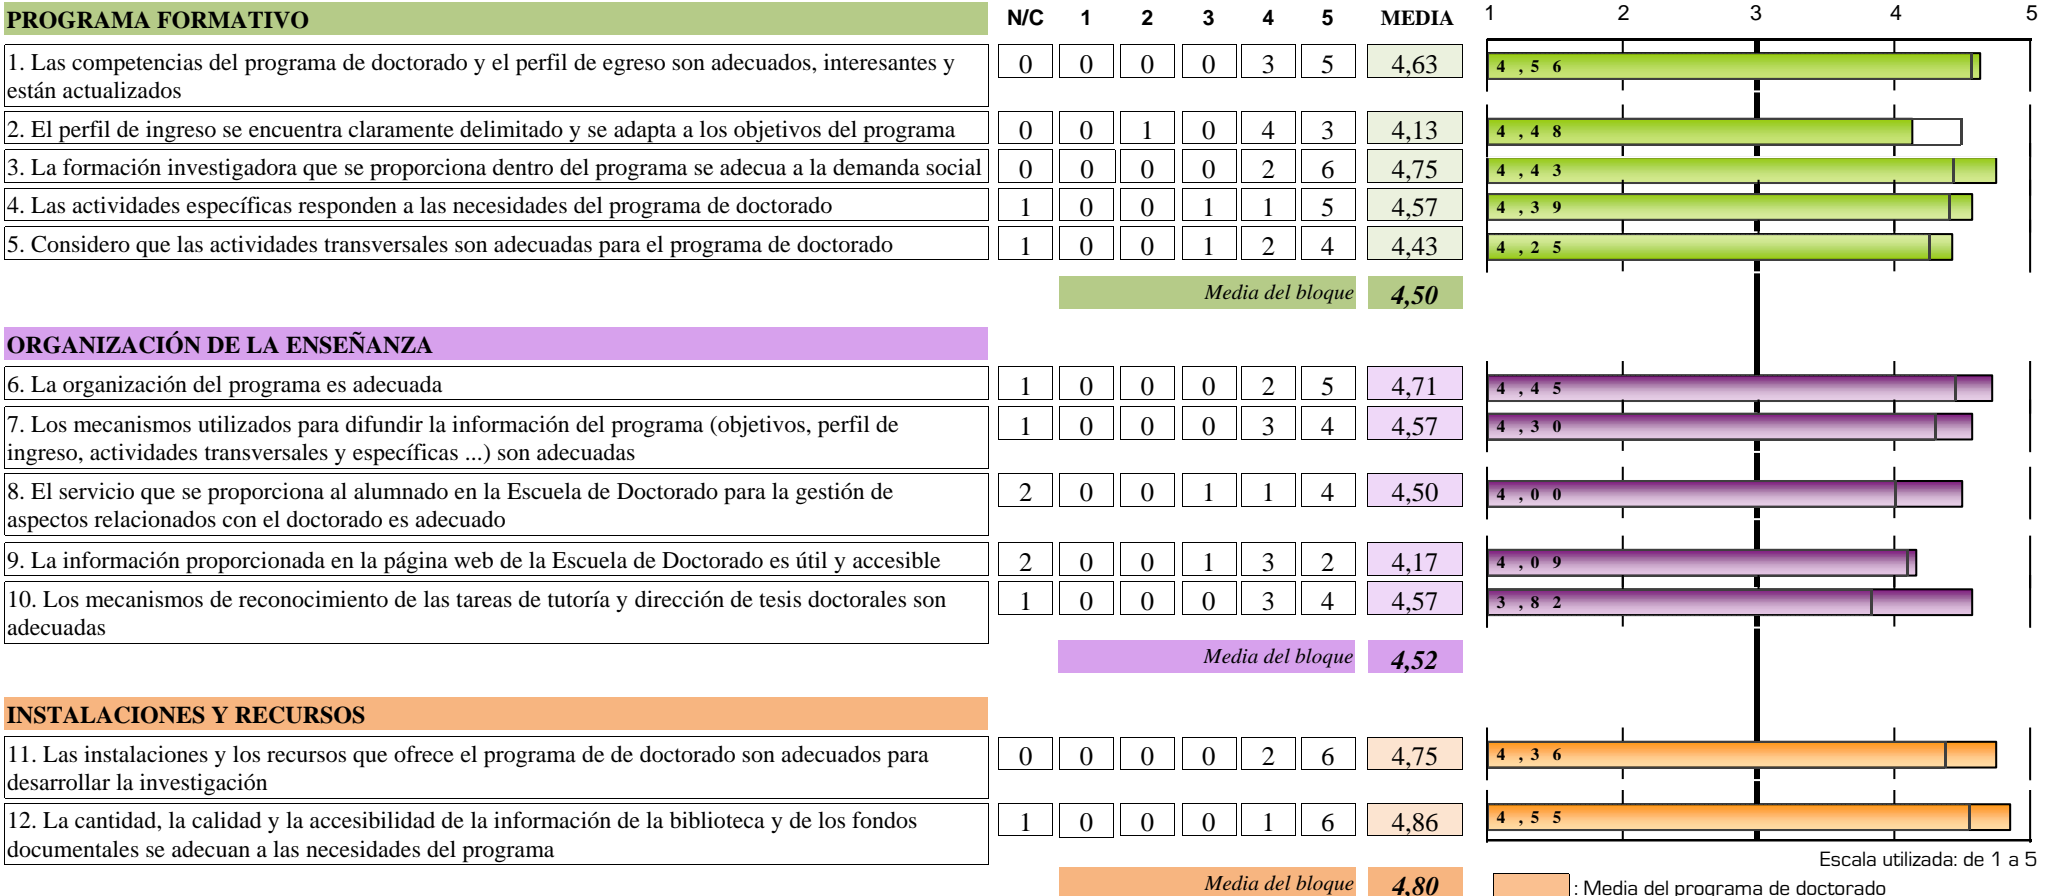 PROGRAMA FORMATIVO N/C 1 2 3 4 5 MEDIA 1 2 3 4 5
1. Las competencias del programa de doctorado y el perfil de egreso son adecuados, interesantes y 0 0 0 0 3 5 4,63 4,56
están actualizados
2. El perfil de ingreso se encuentra claramente delimitado y se adapta a los objetivos del programa 0 0 1 0 4 3 4,13 4,48
3. La formación investigadora que se proporciona dentro del programa se adecua a la demanda social 0 0 0 0 2 6 4,75 4,43
4. Las actividades específicas responden a las necesidades del programa de doctorado 1 0 0 1 1 5 4,57 4,39
5. Considero que las actividades transversales son adecuadas para el programa de doctorado 1 0 0 1 2 4 4,43 4,25
Media del bloque 4,50
ORGANIZACIÓN DE LA ENSEÑANZA
6. La organización del programa es adecuada 1 0 0 0 2 5 4,71 4,45
7. Los mecanismos utilizados para difundir la información del programa (objetivos, perfil de 1 0 0 0 3 4 4,57 4,30
ingreso, actividades transversales y específicas ...) son adecuadas
8. El servicio que se proporciona al alumnado en la Escuela de Doctorado para la gestión de 2 0 0 1 1 4 4,50 4,00
aspectos relacionados con el doctorado es adecuado
9. La información proporcionada en la página web de la Escuela de Doctorado es útil y accesible 2 0 0 1 3 2 4,17 4,09
10. Los mecanismos de reconocimiento de las tareas de tutoría y dirección de tesis doctorales son 1 0 0 0 3 4 4,57 3,82
adecuadas
Media del bloque 4,52
INSTALACIONES Y RECURSOS
11. Las instalaciones y los recursos que ofrece el programa de de doctorado son adecuados para 0 0 0 0 2 6 4,75 4,36
desarrollar la investigación
12. La cantidad, la calidad y la accesibilidad de la información de la biblioteca y de los fondos 1 0 0 0 1 6 4,86 4,55
documentales se adecuan a las necesidades del programa
Escala utilizada: de 1 a 5
Media del bloque 4,80 : Media del programa de doctorado